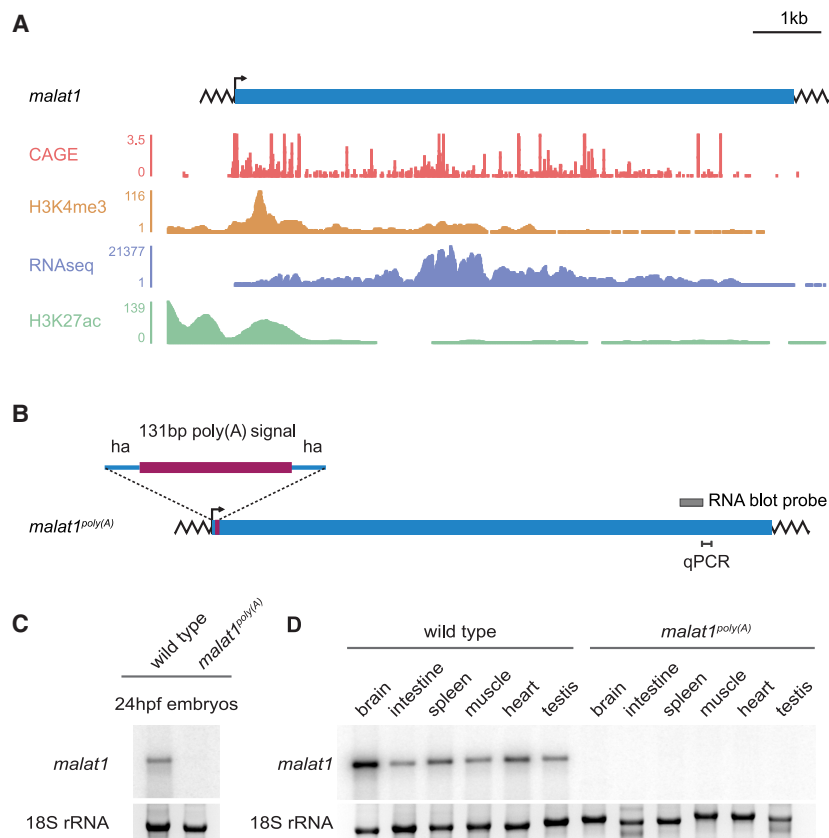 A
1kb
malat1
CAGE
3,5
0
H3K4me3
116
1
RNAseq
21377
1
H3K27ac
139
1
B
131bp poly(A) signal
ha
ha
malat1poly(A)
RNA blot probe
qPCR
C
wild type
malat1poly(A)
24hpf embryos
malat1
18S rRNA
D
wild type
malat1poly(A)
brain
intestine
spleen
muscle
heart
testis
brain
intestine
spleen
muscle
heart
testis
malat1
18S rRNA